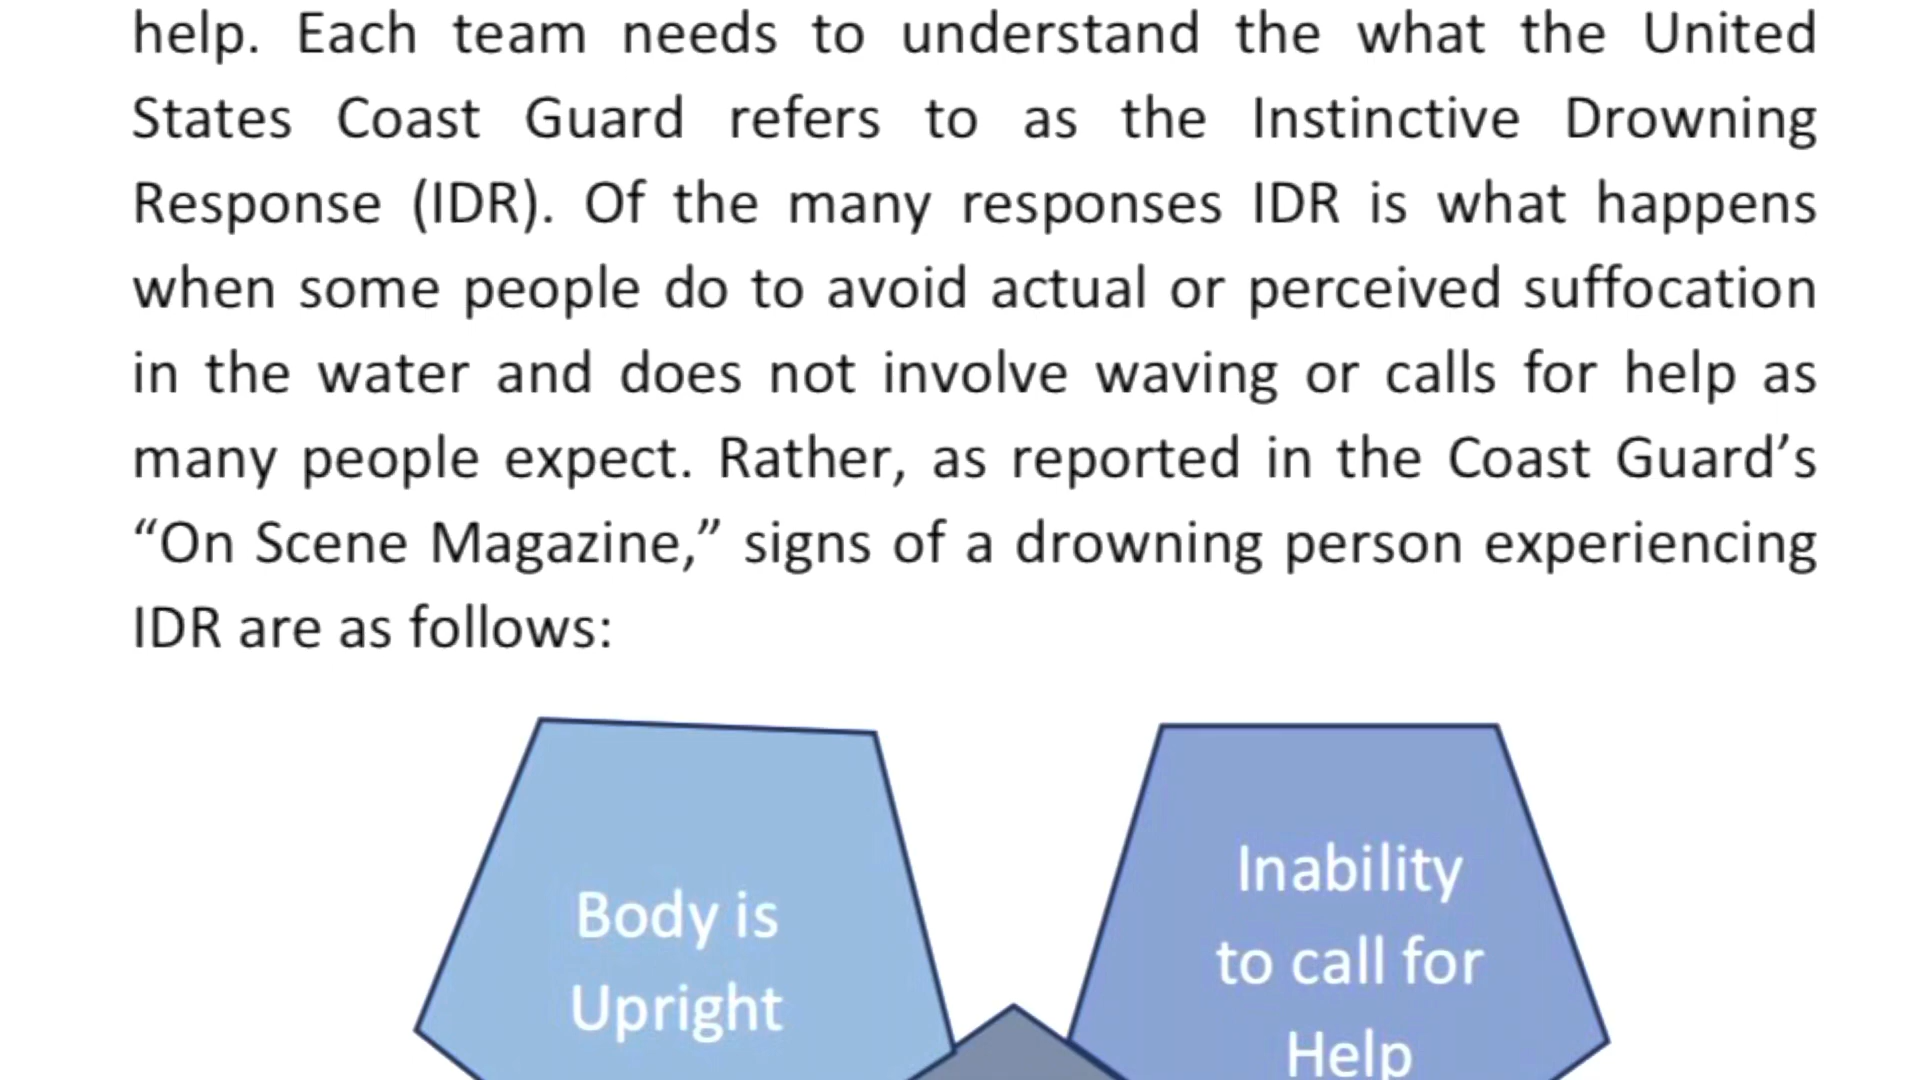 help. Each team needs to understand the what the United
States Coast Guard refers to as the Instinctive Drowning
Response (IDR). Of the many responses IDR is what happens
when some people do to avoid actual or perceived suffocation
in the water and does not involve waving or calls for help as
many people expect. Rather, as reported in the Coast Guard’s
“On Scene Magazine,” signs of a drowning person experiencing
IDR are as follows:
Body is
Upright
Inability
to call for
Help